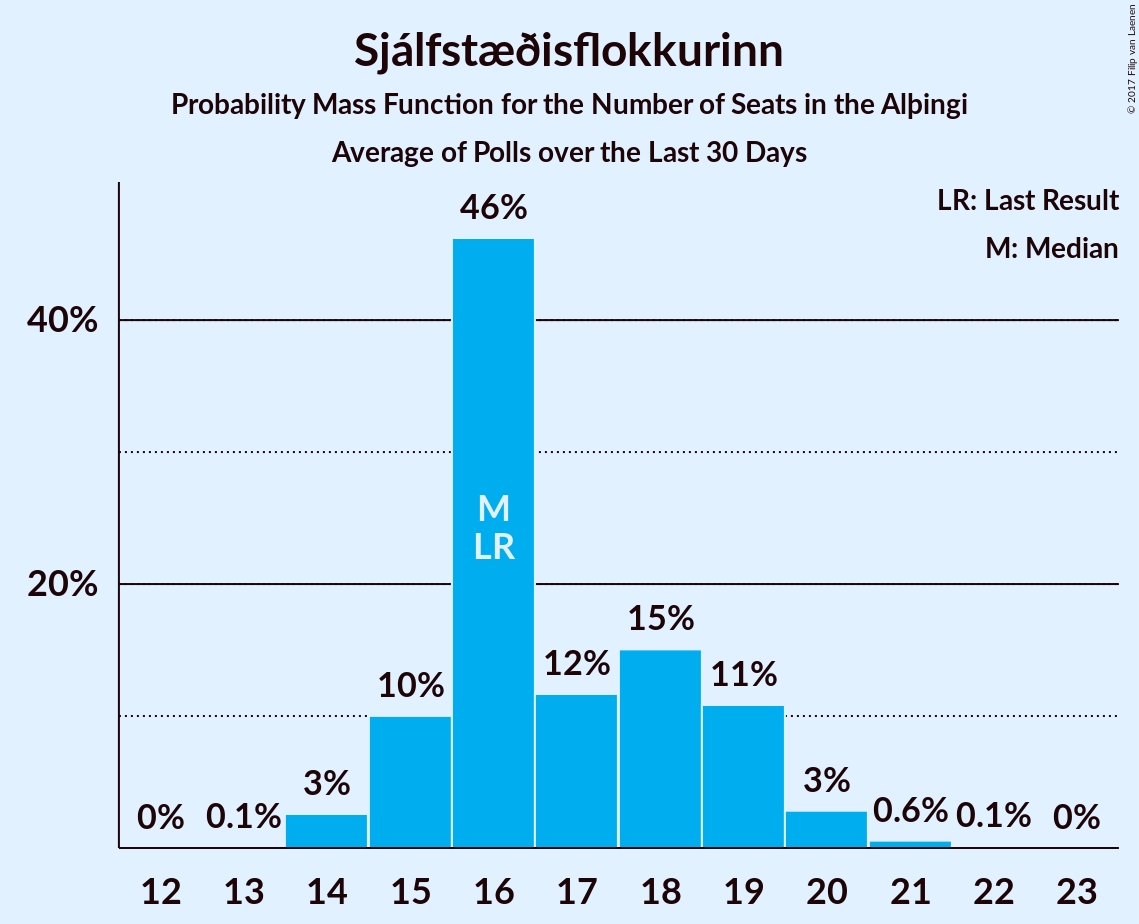 Sjálfstæðisflokkurinn
Probability Mass Function for the Number of Seats in the Alþingi
Average of Polls over the Last 30 Days
© 2017 Filip van Laenen
LR: Last Result
M: Median
46%
40%
M
LR
20%
15%
12%
11%
10%
3%
3%
0%
0.1%
0.6%
0.1%
0%
12 13 14 15 16 17 18 19 20 21 22 23